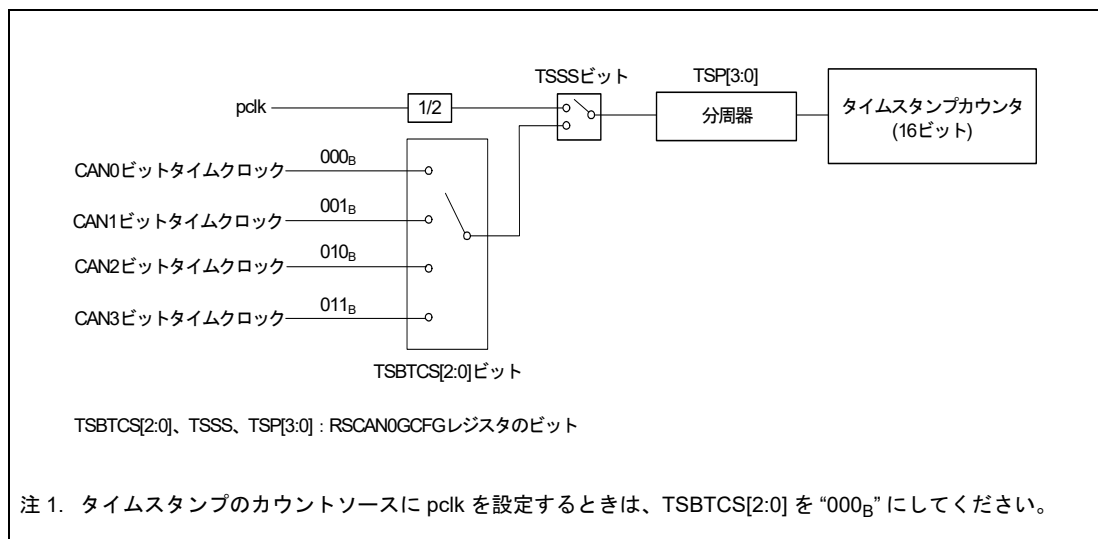 TSSSビット
TSP[3:0]
pclk
1/2
分周器
タイムスタンプカウンタ
(16ビット)
CAN0ビットタイムクロック
000B
CAN1ビットタイムクロック
001B
CAN2ビットタイムクロック
010B
CAN3ビットタイムクロック
011B
TSBTCS[2:0]ビット
TSBTCS[2:0]、TSSS、TSP[3:0]：RSCAN0GCFGレジスタのビット
注 1. タイムスタンプのカウントソースに pclk を設定するときは、TSBTCS[2:0] を “000B” にしてください。